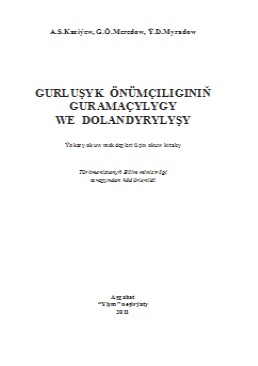 A.S.Kaziýew, G.Ö.Meredow, Ý.D.Myradow
GURLUŞYK ÖNÜMÇILIGINIŇ
GURAMAÇYLYGY
WE DOLANDYRYLYŞY
Ýokary okuw mekdepleri üçin okuw kitaby
Türkmenistanyň Bilim ministrligi
tarapyndan hödürlenildi
Aşgabat
“Ylym” neşirýaty
2011